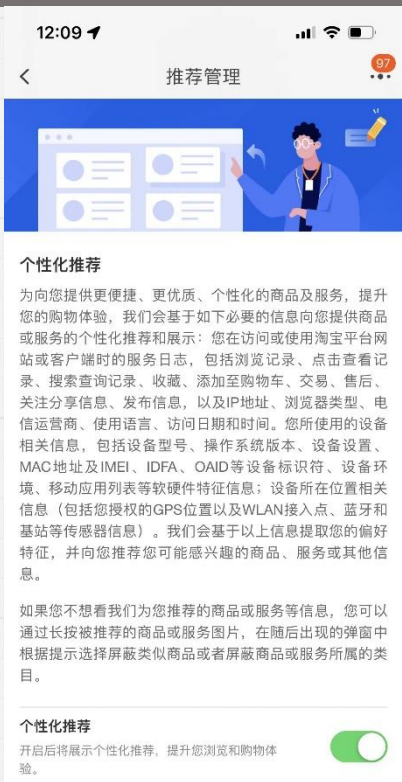 12:09
推荐管理
97
个性化推荐
为向您提供更便捷、更优质、个性化的商品及服务，提升
您的购物体验，我们会基于如下必要的信息向您提供商品
或服务的个性化推荐和展示：您在访问或使用淘宝平台网
站或客户端时的服务日志，包括浏览记录、点击查看记
录、搜索查询记录、收藏、添加至购物车、交易、售后、
关注分享信息、发布信息，以及IP地址、浏览器类型、电
信运营商、使用语言、访问日期和时间。您所使用的设备
相关信息，包括设备型号、操作系统版本、设备设置、
MAC地址及IMEI、IDFA、OAID等设备标识符、设备环
境、移动应用列表等软硬件特征信息；设备所在位置相关
信息（包括您授权的GPS位置以及WLAN接入点、蓝牙和
基站等传感器信息）。我们会基于以上信息提取您的偏好
特征，并向您推荐您可能感兴趣的商品、服务或其他信
息。
如果您不想看我们为您推荐的商品或服务等信息，您可以
通过长按被推荐的商品或服务图片，在随后出现的弹窗中
根据提示选择屏蔽类似商品或者屏蔽商品或服务所属的类
目。
个性化推荐
开启后将展示个性化推荐，提升您浏览和购物体
验。